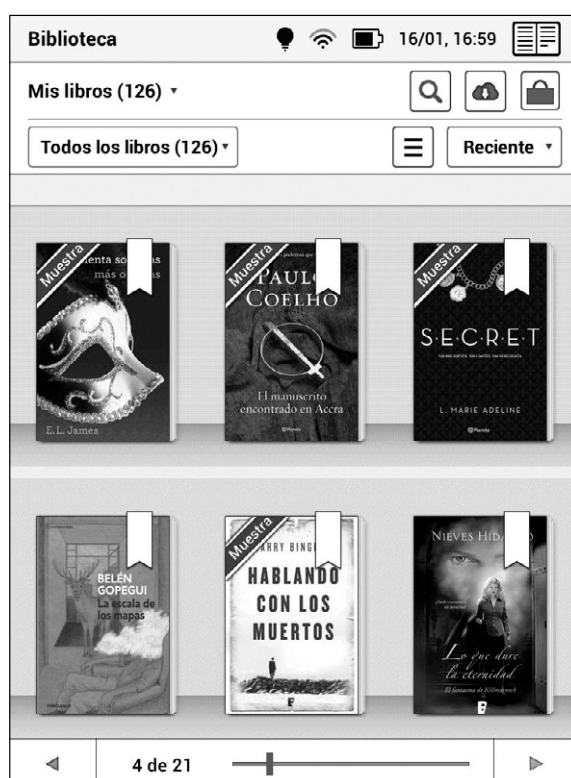 Biblioteca
16/01, 16:59
Mis libros (126)
Todos los libros (126)
Reciente
Muestra
más
E.L. James
Muestra
PAULO
COELHO
El manuscrito
encontrado en Accra
Planeta
Muestra
S·E·C·R·E·T
L. MARIE ADELINE
Planeta
BELÉN
GOPEGUI
La escala de
los mapas
Muestra
HABLANDO
CON LOS
MUERTOS
B
NIEVES
Lo que dure
la eternidad
El fantasma de Killmarnock
B
4 de 21